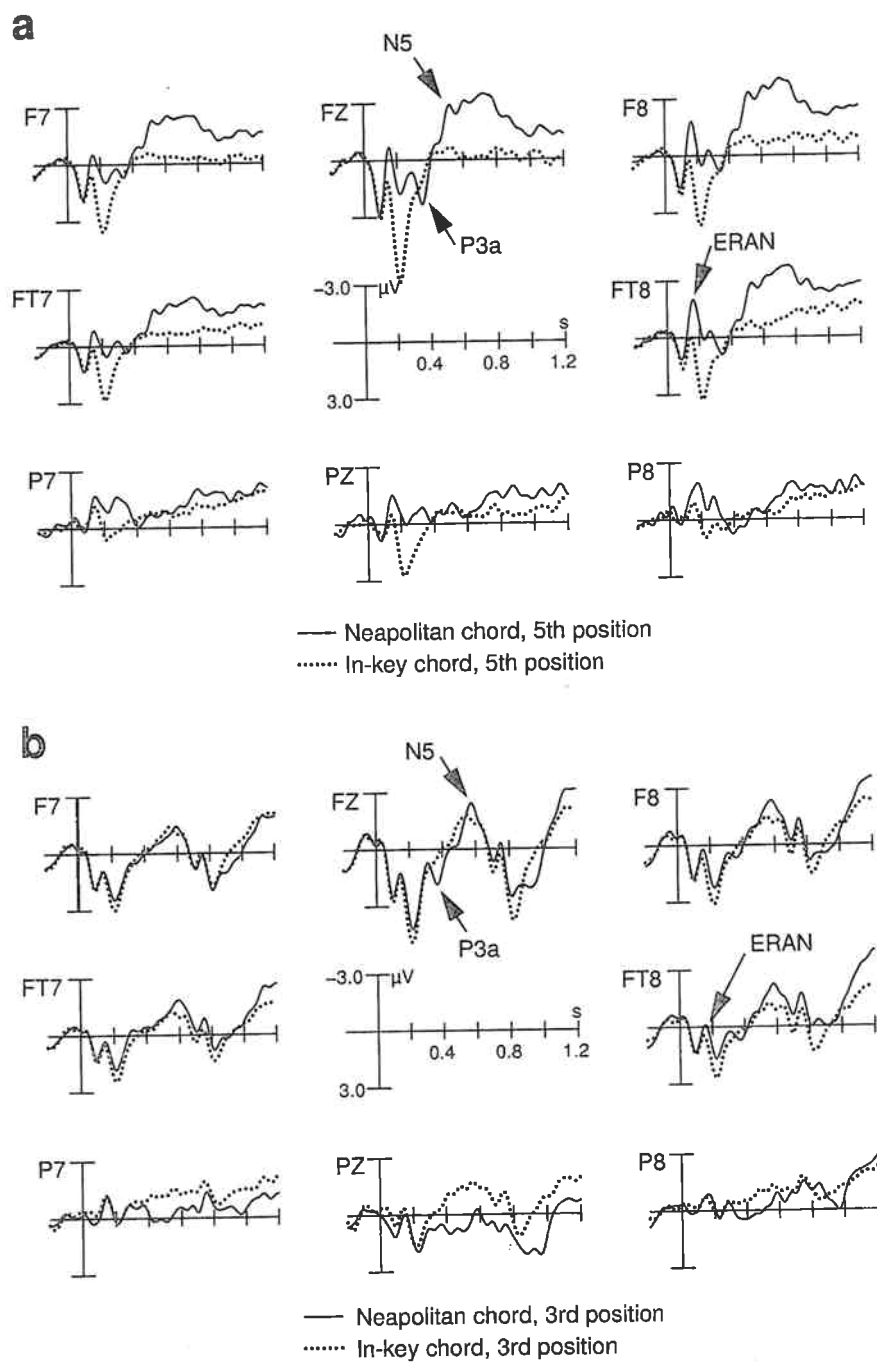 a
N5
F7
FZ
F8
P3a
ERAN
FT7
−3.0
µV
FT8
s
0.4 0.8 1.2
3.0
P7
PZ
P8
Neapolitan chord, 5th position
In-key chord, 5th position
b
N5
F7
FZ
F8
P3a
ERAN
FT7
−3.0
µV
FT8
s
0.4 0.8 1.2
3.0
P7
PZ
P8
Neapolitan chord, 3rd position
In-key chord, 3rd position